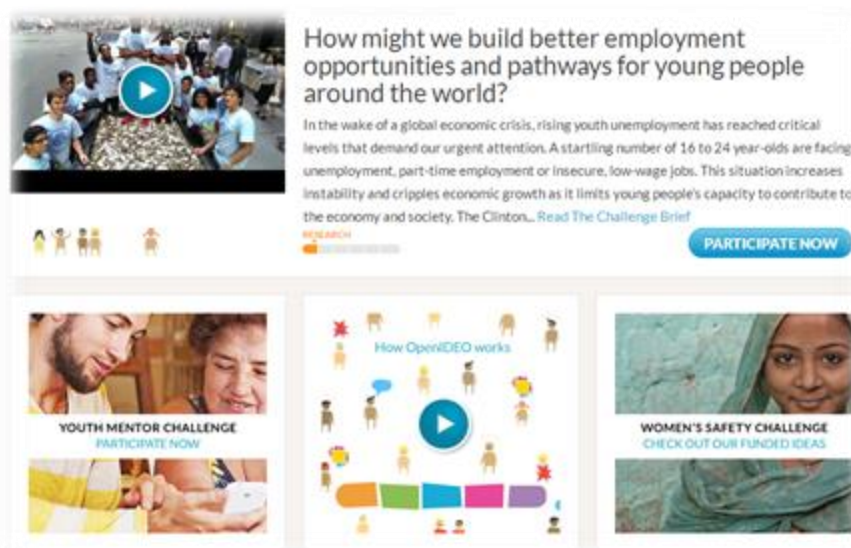 How might we build better employment
opportunities and pathways for young people
around the world?
In the wake of a global economic crisis, rising youth unemployment has reached critical
levels that demand our urgent attention. A startling number of 16 to 24 year-olds are facing
unemployment, part-time employment or insecure, low-wage jobs. This situation increases
instability and cripples economic growth as it limits young people's capacity to contribute to
the economy and society. The Clinton... Read The Challenge Brief
RESEARCH
PARTICIPATE NOW
YOUTH MENTOR CHALLENGE
PARTICIPATE NOW
How OpenIDEO works
WOMEN'S SAFETY CHALLENGE
CHECK OUT OUR FUNDED IDEAS